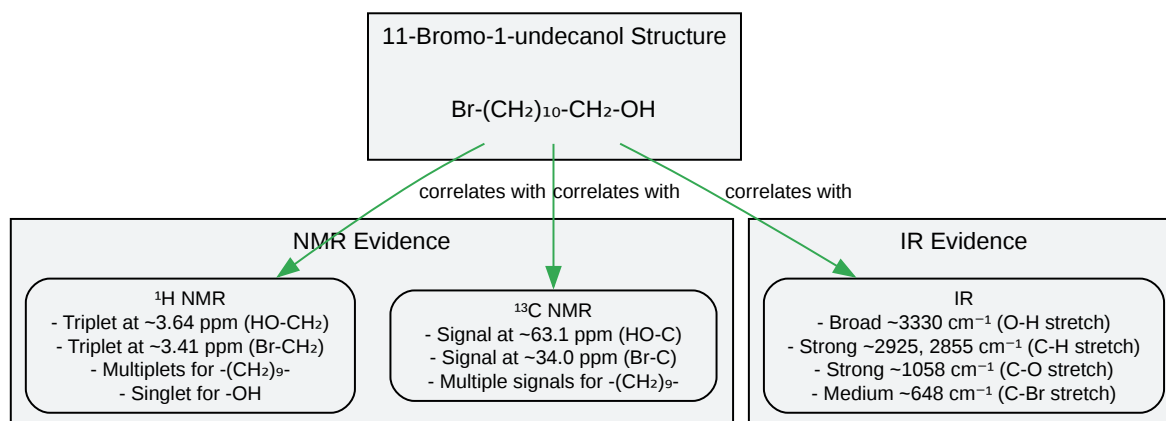 11-Bromo-1-undecanol Structure
Br-(CH₂)₁₀-CH₂-OH
correlates with
correlates with
correlates with
NMR Evidence
¹H NMR
- Triplet at ~3.64 ppm (HO-CH₂)
- Triplet at ~3.41 ppm (Br-CH₂)
- Multiplets for -(CH₂)₉-
- Singlet for -OH
¹³C NMR
- Signal at ~63.1 ppm (HO-C)
- Signal at ~34.0 ppm (Br-C)
- Multiple signals for -(CH₂)₉-
IR Evidence
IR
- Broad ~3330 cm⁻¹ (O-H stretch)
- Strong ~2925, 2855 cm⁻¹ (C-H stretch)
- Strong ~1058 cm⁻¹ (C-O stretch)
- Medium ~648 cm⁻¹ (C-Br stretch)